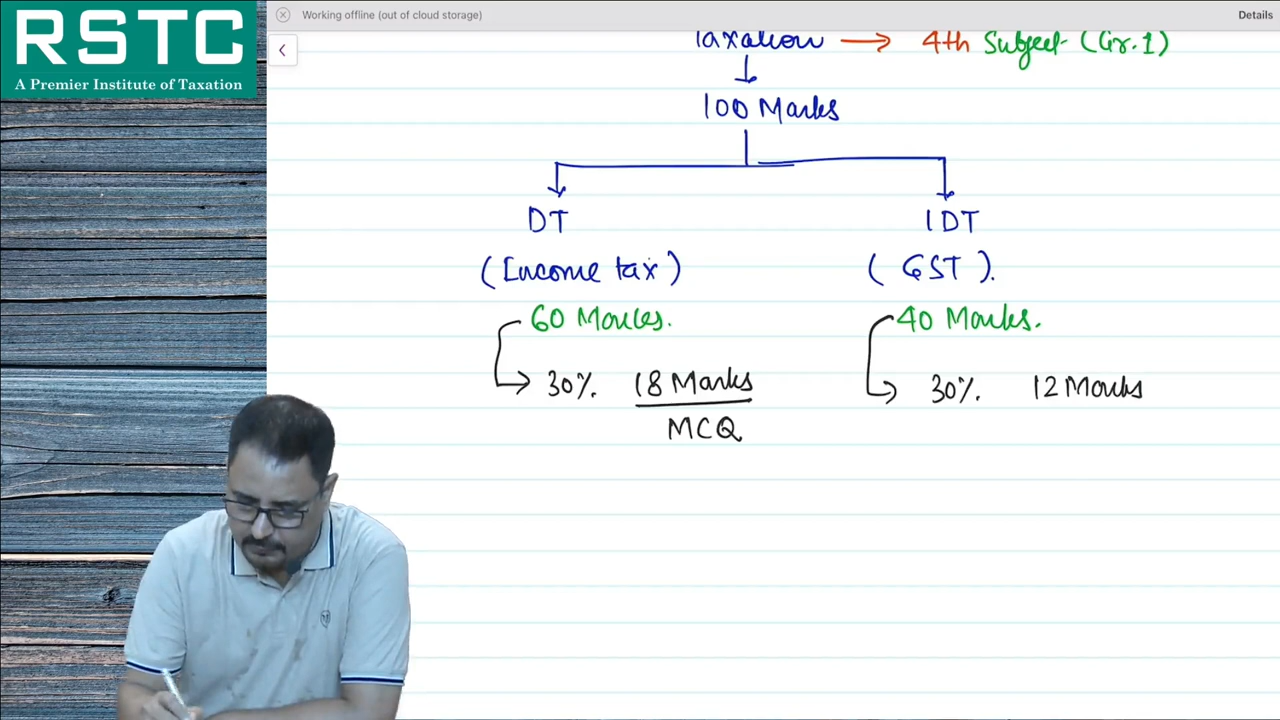 RSTC
A Premier Institute of Taxation
Working offline (out of cloud storage)
Details
Taxation → 4th Subject (Gr. 1)
100 Marks
DT
IDT
(Income tax)
(GST).
60 Marks.
40 Marks.
30%. 18 Marks
30%. 12 Marks
MCQ